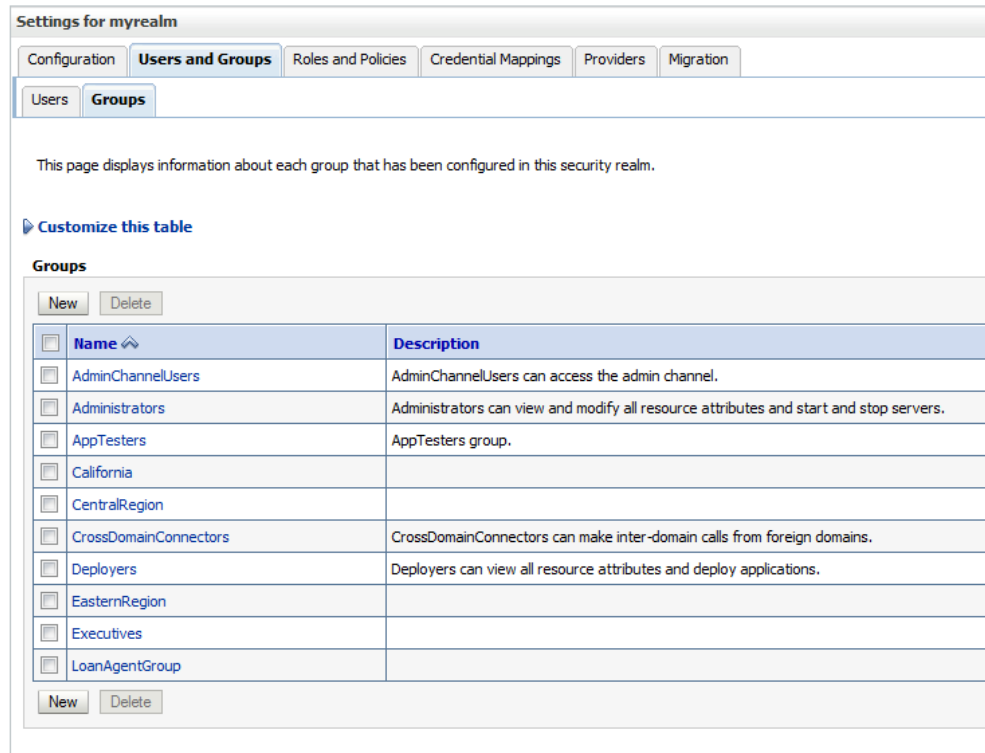 Settings for myrealm
Configuration Users and Groups Roles and Policies Credential Mappings Providers Migration
Users Groups
This page displays information about each group that has been configured in this security realm.
Customize this table
Groups
New Delete
Name Description
AdminChannelUsers AdminChannelUsers can access the admin channel.
Administrators Administrators can view and modify all resource attributes and start and stop servers.
AppTesters AppTesters group.
California
CentralRegion
CrossDomainConnectors CrossDomainConnectors can make inter-domain calls from foreign domains.
Deployers Deployers can view all resource attributes and deploy applications.
EasternRegion
Executives
LoanAgentGroup
New Delete